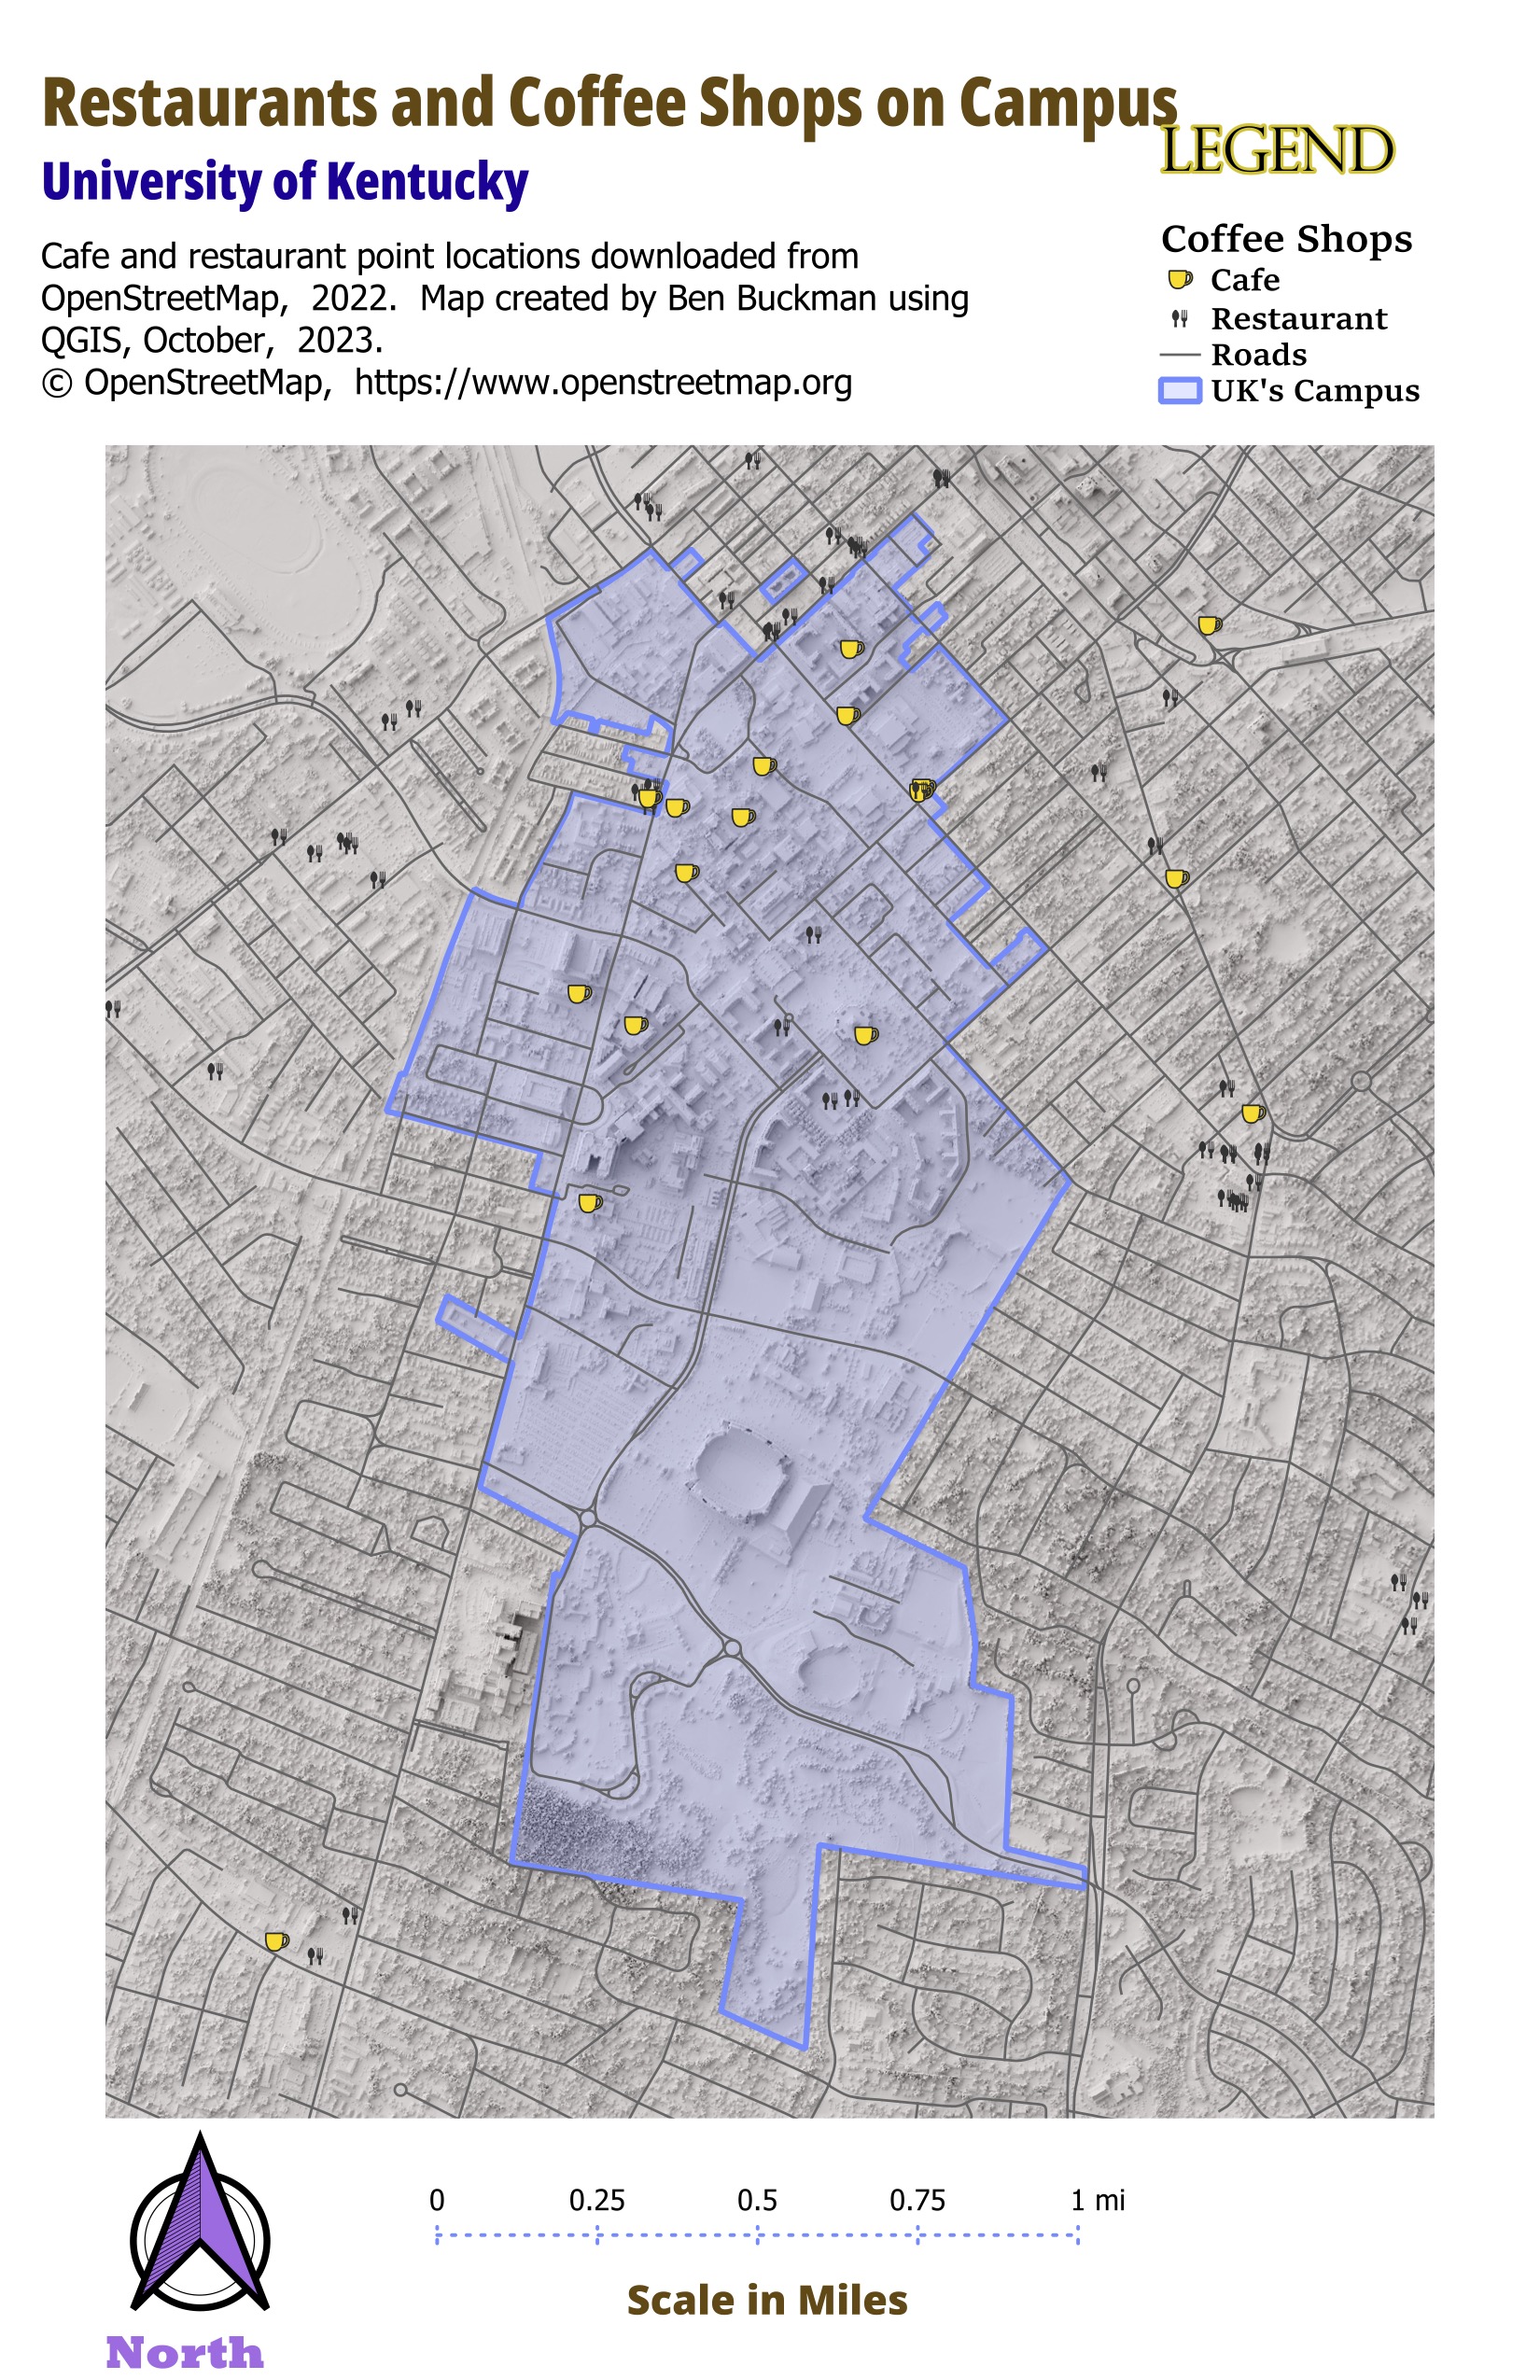 Restaurants and Coffee Shops on Campus
University of Kentucky
Cafe and restaurant point locations downloaded from
OpenStreetMap, 2022. Map created by Ben Buckman using
QGIS, October, 2023.
© OpenStreetMap, https://www.openstreetmap.org
LEGEND
Coffee Shops
Cafe
Restaurant
Roads
UK's Campus
0 0.25 0.5 0.75 1 mi
Scale in Miles
North